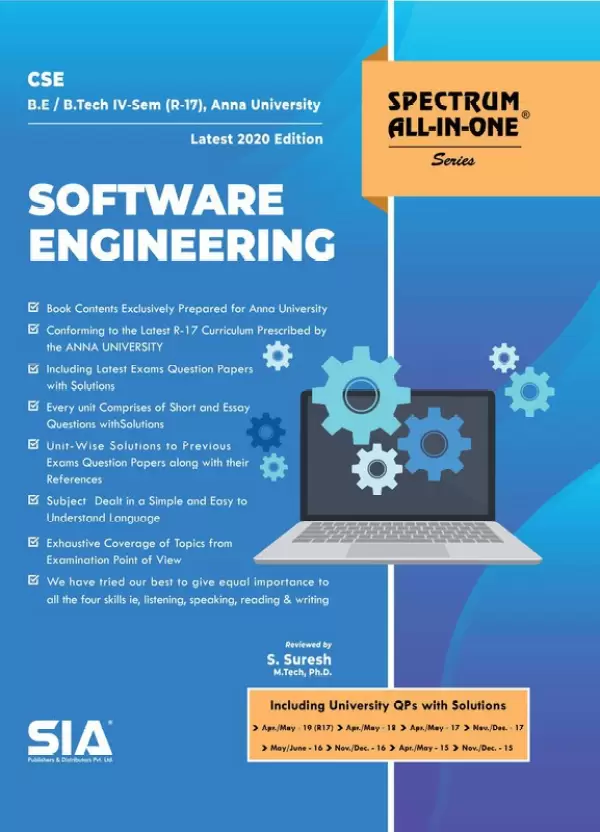 CSE
B.E / B.Tech IV-Sem (R-17), Anna University
Latest 2020 Edition
SPECTRUM
ALL-IN-ONE®
Series
SOFTWARE
ENGINEERING
Book Contents Exclusively Prepared for Anna University
Conforming to the Latest R-17 Curriculum Prescribed by
the ANNA UNIVERSITY
Including Latest Exams Question Papers
with Solutions
Every unit Comprises of Short and Essay
Questions withSolutions
Unit-Wise Solutions to Previous
Exams Question Papers along with their
References
Subject Dealt in a Simple and Easy to
Understand Language
Exhaustive Coverage of Topics from
Examination Point of View
We have tried our best to give equal importance to
all the four skills ie, listening, speaking, reading & writing
Reviewed by
S. Suresh
M.Tech, Ph.D.
Including University QPs with Solutions
Apr./May - 19 (R17) Apr./May - 18 Apr./May - 17 Nov./Dec. - 17
May/June - 16 Nov./Dec. - 16 Apr./May - 15 Nov./Dec. - 15
SIA®
Publishers & Distributors Pvt. Ltd.